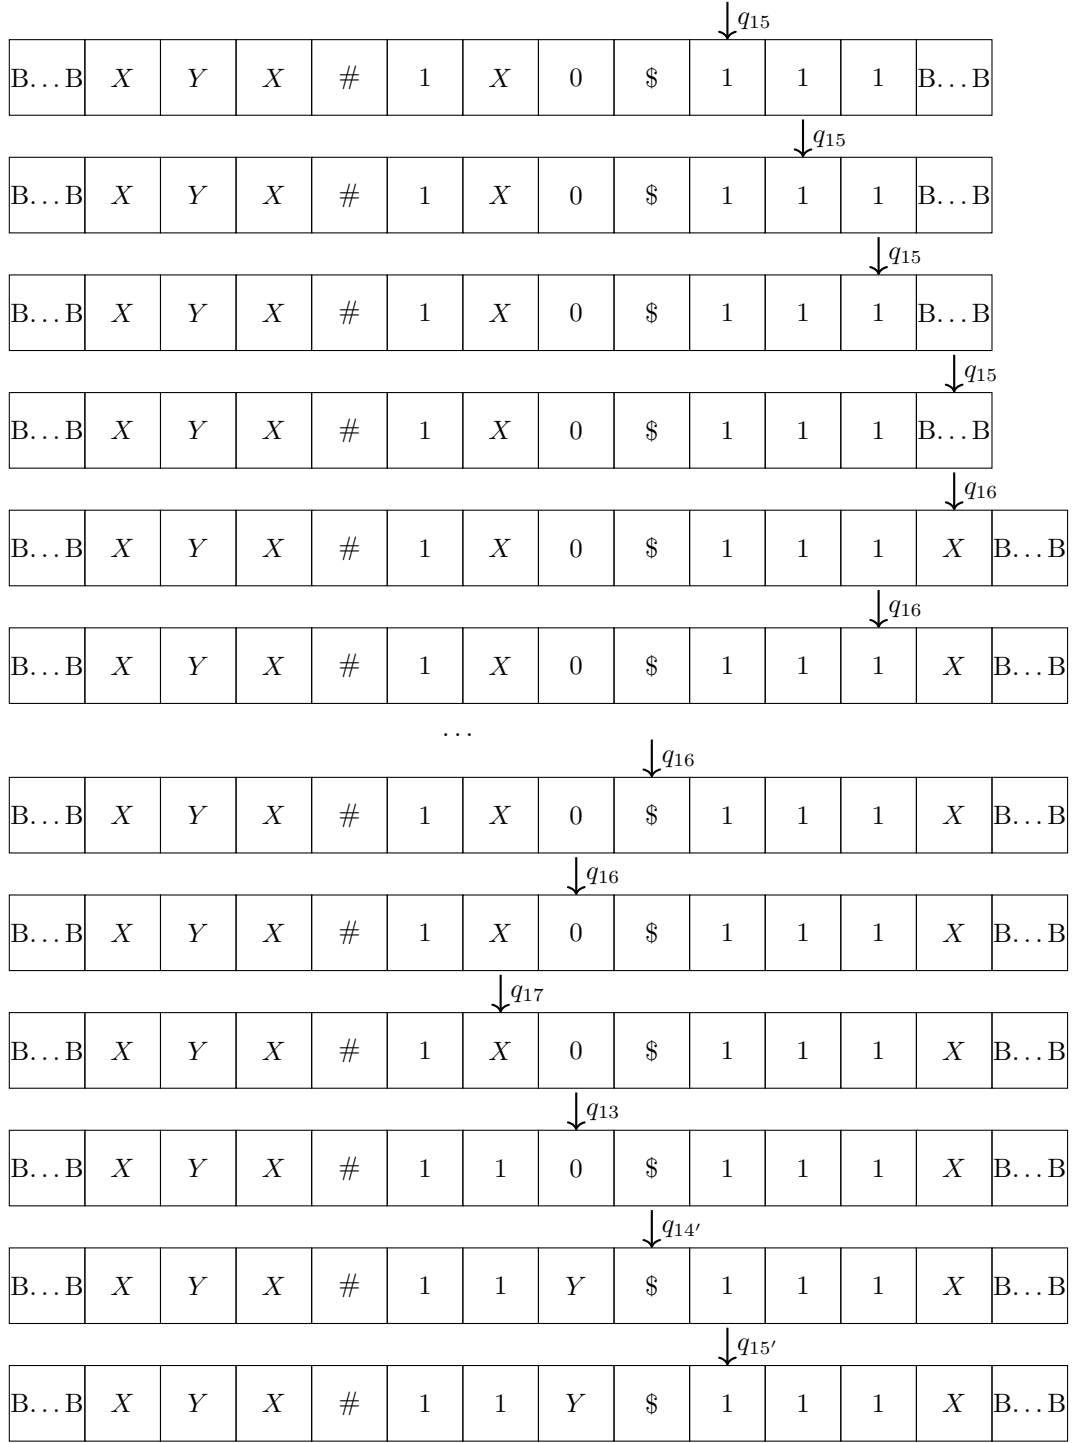 q15
B...B X Y X # 1 X 0 $ 1 1 1 B...B
q15
B...B X Y X # 1 X 0 $ 1 1 1 B...B
q15
B...B X Y X # 1 X 0 $ 1 1 1 B...B
q15
B...B X Y X # 1 X 0 $ 1 1 1 B...B
q16
B...B X Y X # 1 X 0 $ 1 1 1 X B...B
q16
B...B X Y X # 1 X 0 $ 1 1 1 X B...B
...
q16
B...B X Y X # 1 X 0 $ 1 1 1 X B...B
q16
B...B X Y X # 1 X 0 $ 1 1 1 X B...B
q17
B...B X Y X # 1 X 0 $ 1 1 1 X B...B
q13
B...B X Y X # 1 1 0 $ 1 1 1 X B...B
q14'
B...B X Y X # 1 1 Y $ 1 1 1 X B...B
q15'
B...B X Y X # 1 1 Y $ 1 1 1 X B...B